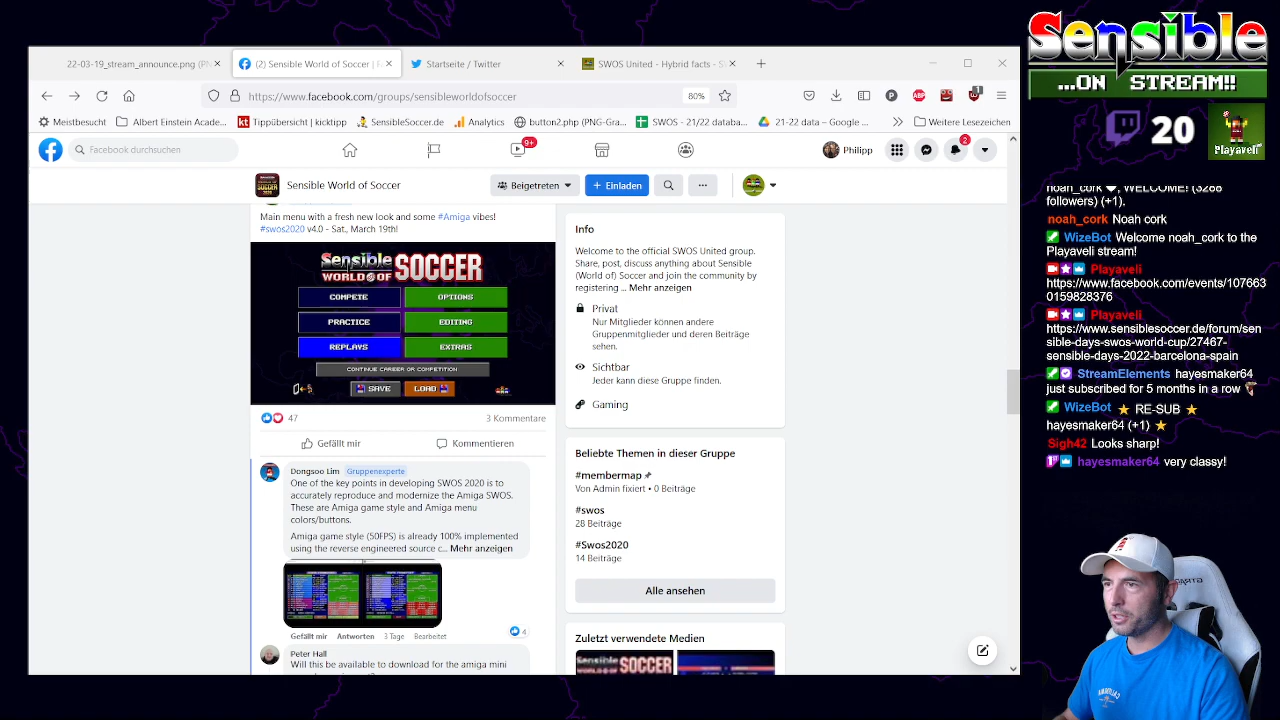 22-03-19_stream_announce.png (PN
(2) Sensible World of Soccer |
Startseite / Twitter
SWOS United - Hybrid facts - S
https://www.facebook.com/groups/sensibleworldofsoccer
80%
Meistbesucht
Albert Einstein Academ...
Tippübersicht | kicktipp
SensibleSoccer.de
Analytics
button2.php (PNG-Gra...
SWOS - 21/22 databa...
21-22 data – Google ...
Weitere Lesezeichen
Facebook durchsuchen
9+
Philipp
2
Sensible World of Soccer
Beigetreten
+ Einladen
Main menu with a fresh new look and some #Amiga vibes!
#swos2020 v4.0 - Sat., March 19th!
Sensible
WORLD OF SOCCER
COMPETE
OPTIONS
PRACTICE
EDITING
REPLAYS
EXTRAS
CONTINUE CAREER OR COMPETITION
SAVE
LOAD
47
3 Kommentare
Gefällt mir
Kommentieren
Dongsoo Lim Gruppenexperte
One of the key points in developing SWOS 2020 is to
accurately reproduce and modernize the Amiga SWOS.
These are Amiga game style and Amiga menu
colors/buttons.
Amiga game style (50FPS) is already 100% implemented
using the reverse engineered source c... Mehr anzeigen
Gefällt mir Antworten 3 Tage Bearbeitet
4
Peter Hall
Will this be available to download for the amiga mini
Info
Welcome to the official SWOS United group.
Share, post, discuss anything about Sensible
(World of) Soccer and join the community by
registering ... Mehr anzeigen
Privat
Nur Mitglieder können andere
Gruppenmitglieder und deren Beiträge
sehen.
Sichtbar
Jeder kann diese Gruppe finden.
Gaming
Beliebte Themen in dieser Gruppe
#membermap
Von Admin fixiert • 0 Beiträge
#swos
28 Beiträge
#Swos2020
14 Beiträge
Alle ansehen
Zuletzt verwendete Medien
Sensible
SOCCER
Sensible
...ON STREAM!!
20
Playaveli
noah_cork ♥, WELCOME! (3288
followers) (+1).
noah_cork Noah cork
WizeBot Welcome noah_cork to the
Playaveli stream!
Playaveli
https://www.facebook.com/events/107663
0159828376
Playaveli
https://www.sensiblesoccer.de/forum/sen
sible-days-swos-world-cup/27467-
sensible-days-2022-barcelona-spain
StreamElements hayesmaker64
just subscribed for 5 months in a row
WizeBot ★ RE-SUB ★
hayesmaker64 (+1) ★
Sigh42 Looks sharp!
hayesmaker64 very classy!